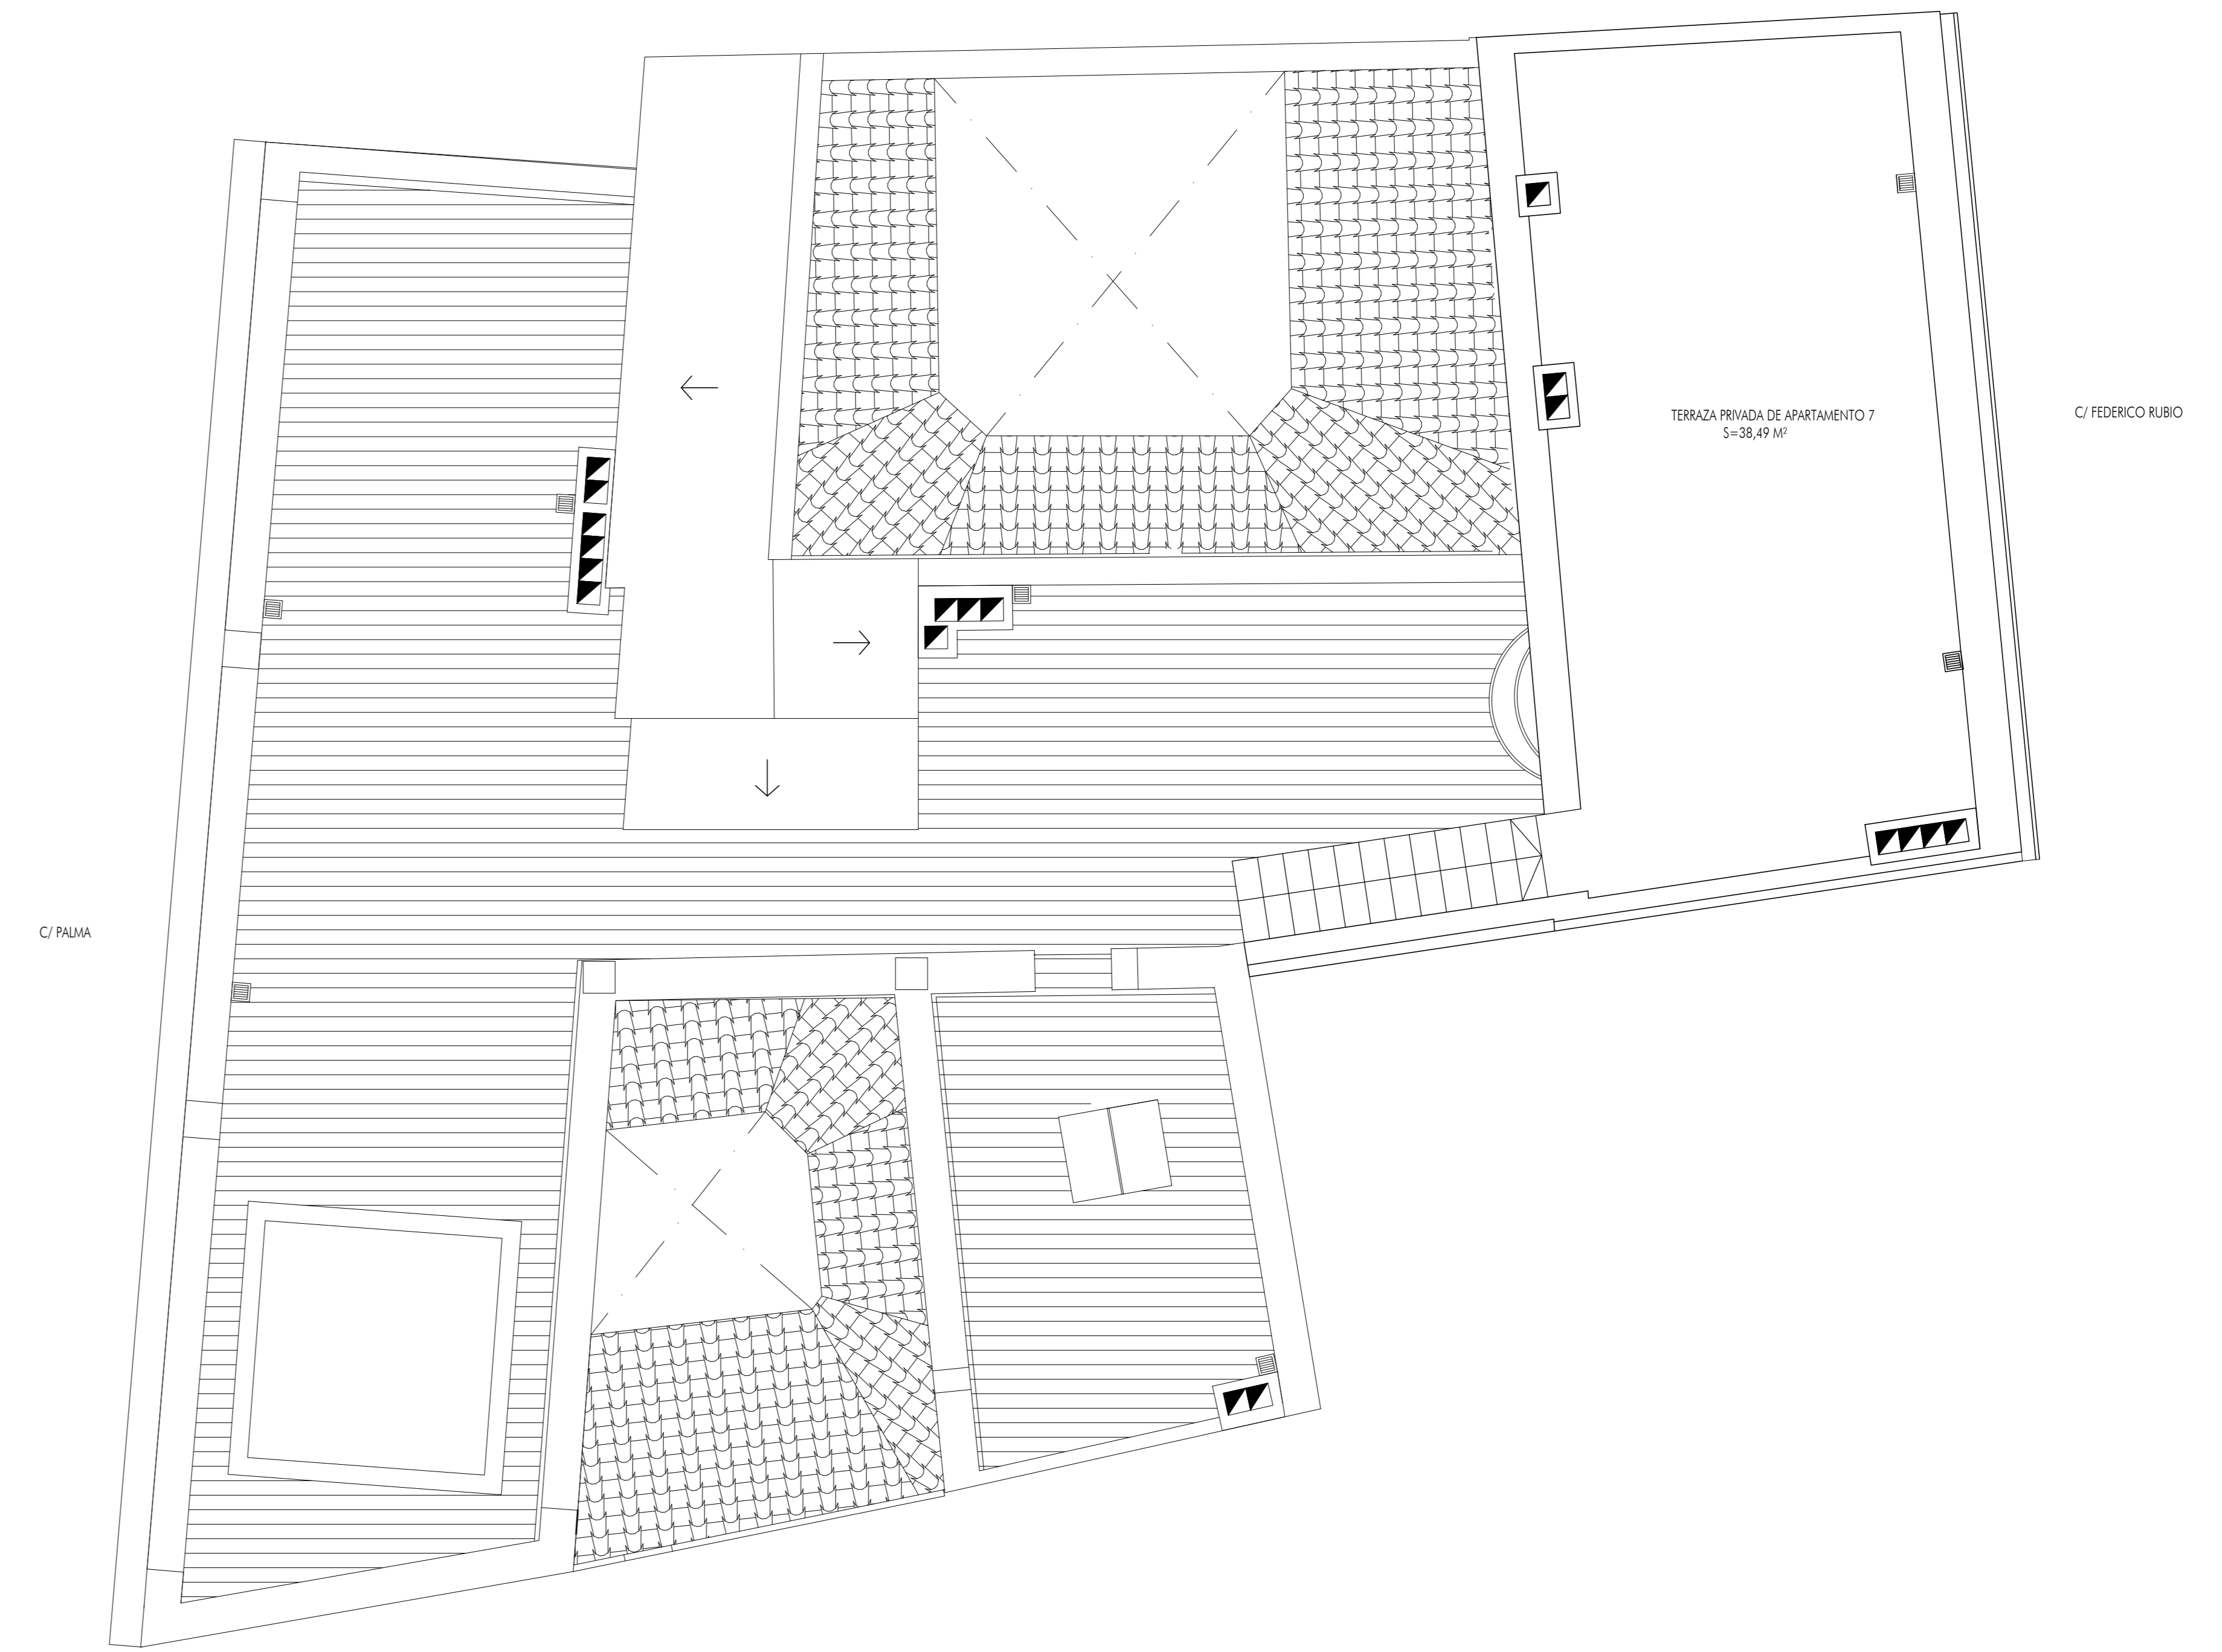 TERRAZA PRIVADA DE APARTAMENTO 7
S=38,49 M²
C/ FEDERICO RUBIO
C/ PALMA